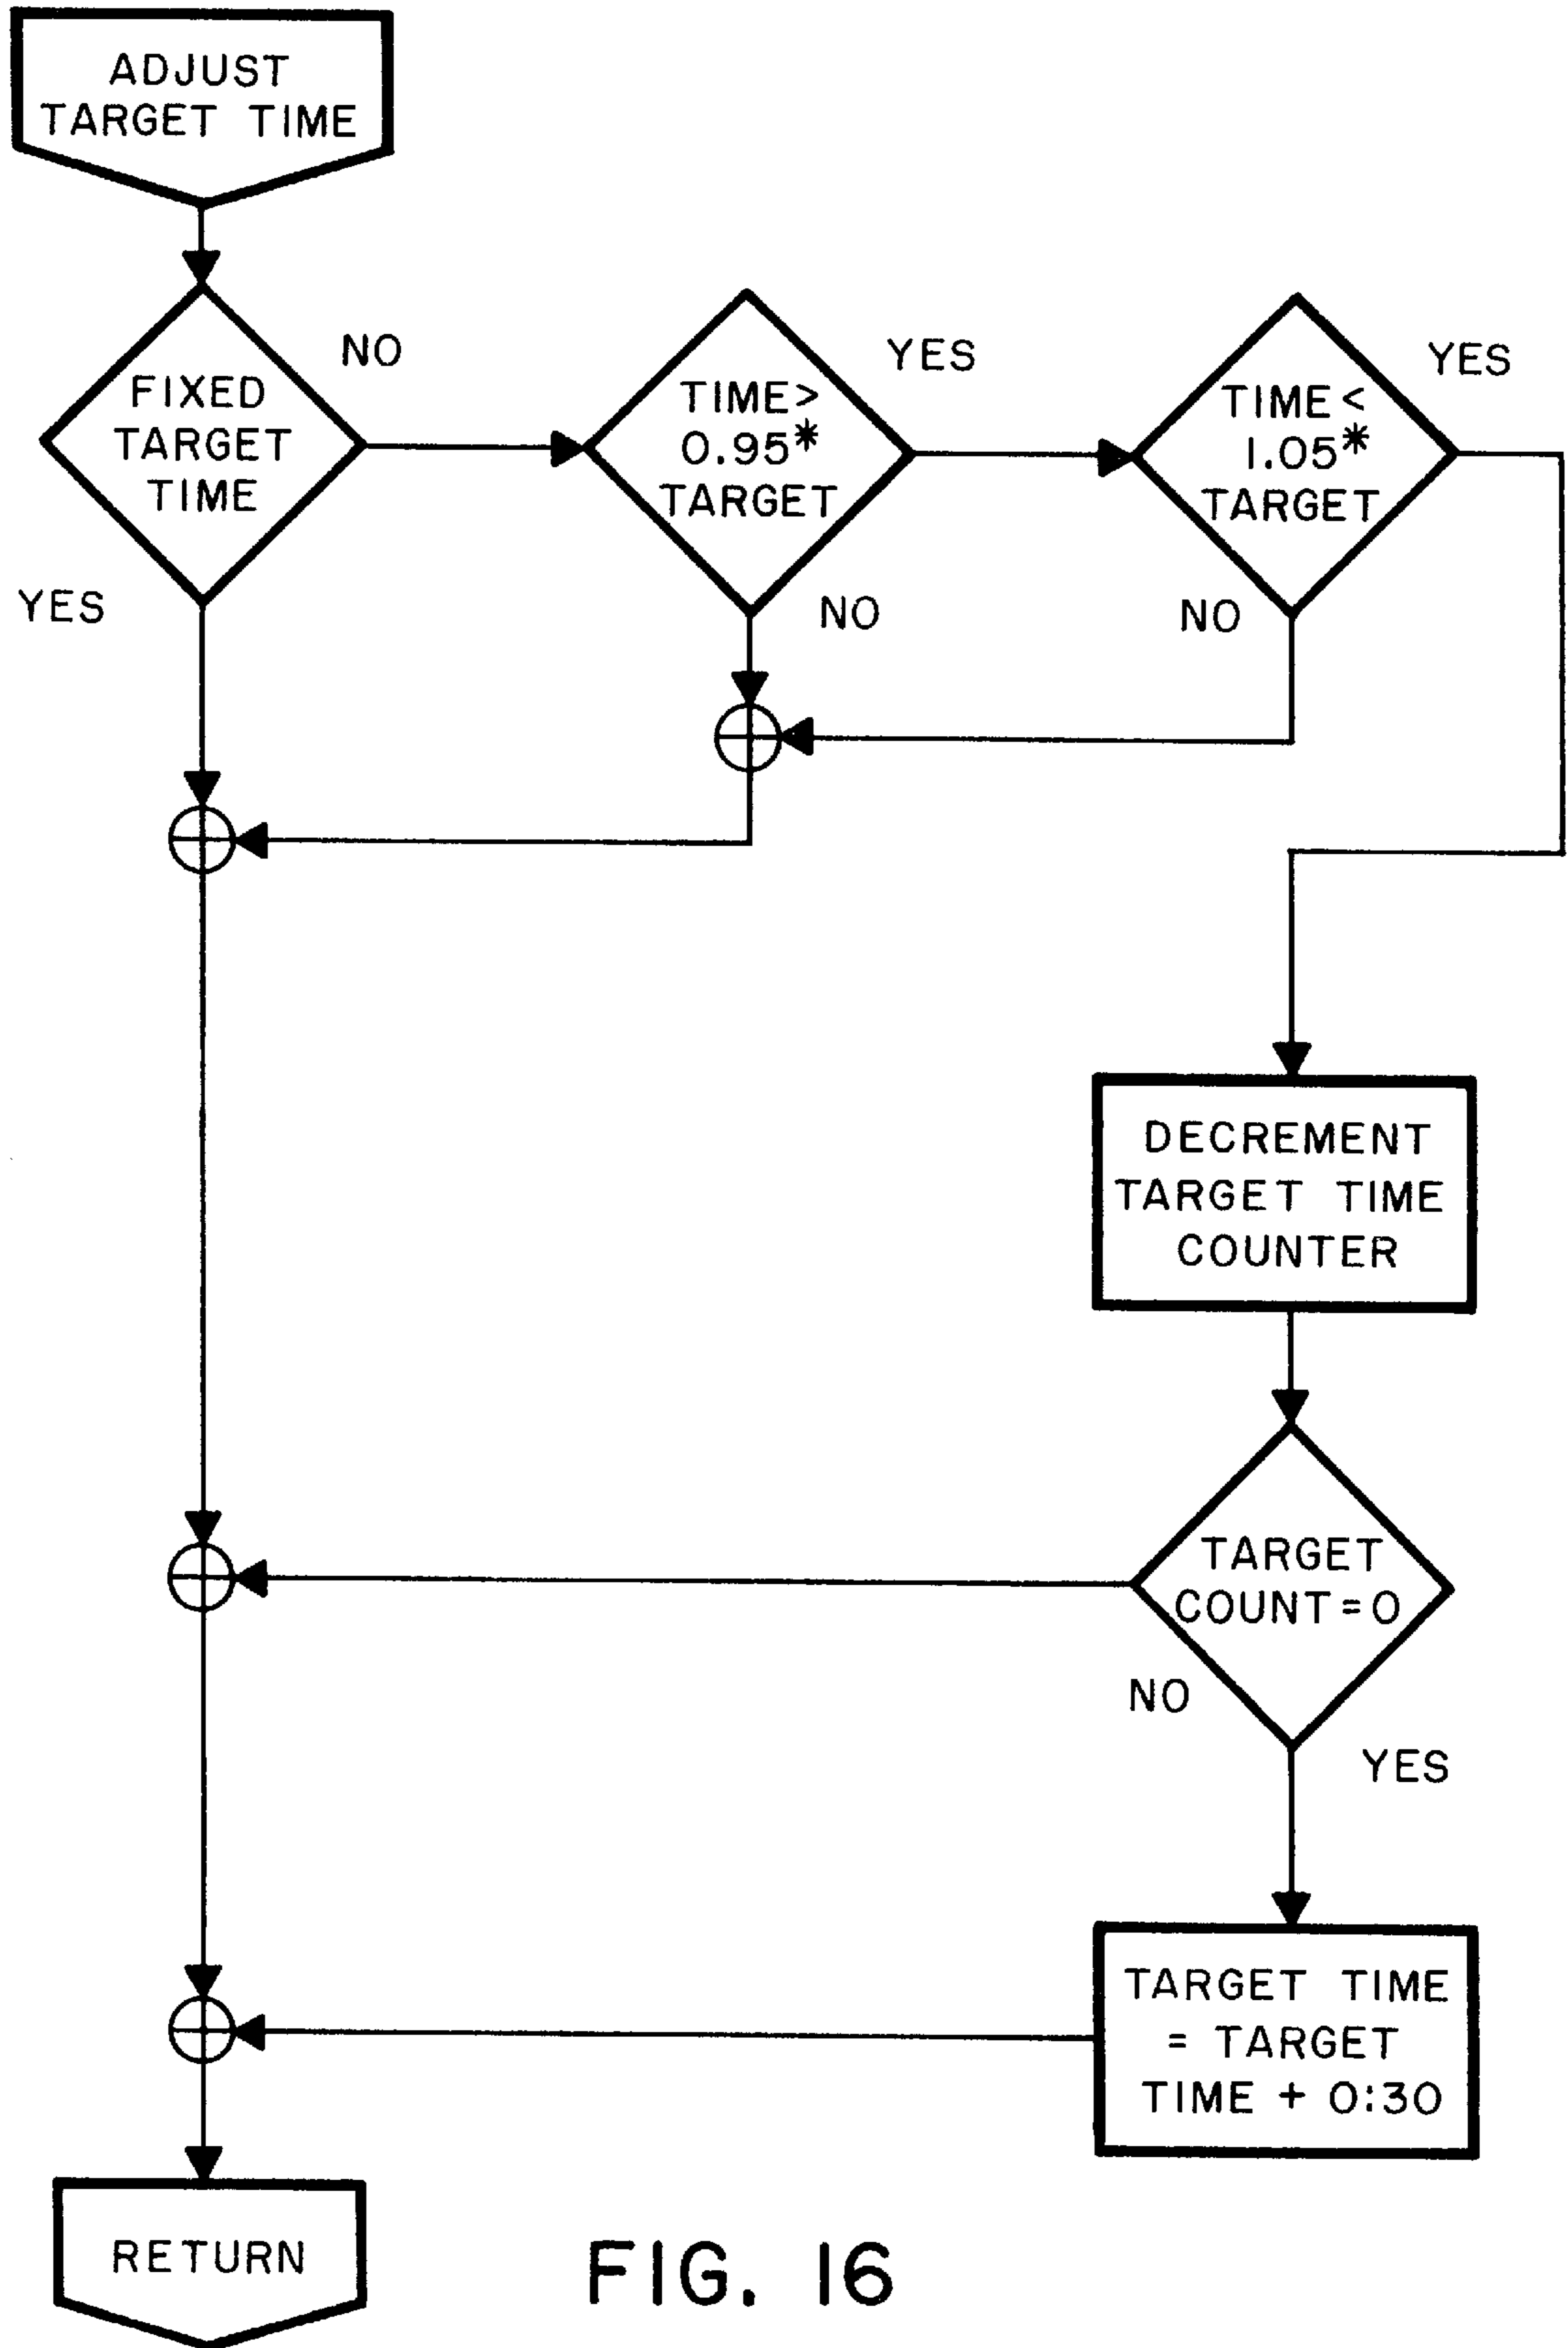 ADJUST
TARGET TIME
FIXED
TARGET
TIME
NO
YES
TIME>
0.95*
TARGET
YES
NO
TIME<
1.05*
TARGET
YES
NO
DECREMENT
TARGET TIME
COUNTER
TARGET
COUNT=0
NO
YES
TARGET TIME
= TARGET
TIME + 0:30
RETURN
FIG. 16